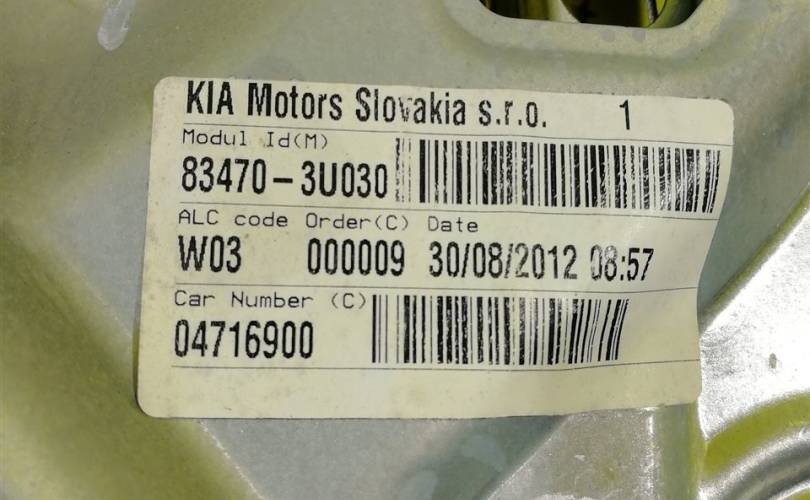 KIA Motors Slovakia s.r.o. 1
Modul Id(M)
83470-3U030
ALC code Order(C) Date
W03 000009 30/08/2012 08:57
Car Number (C)
04716900